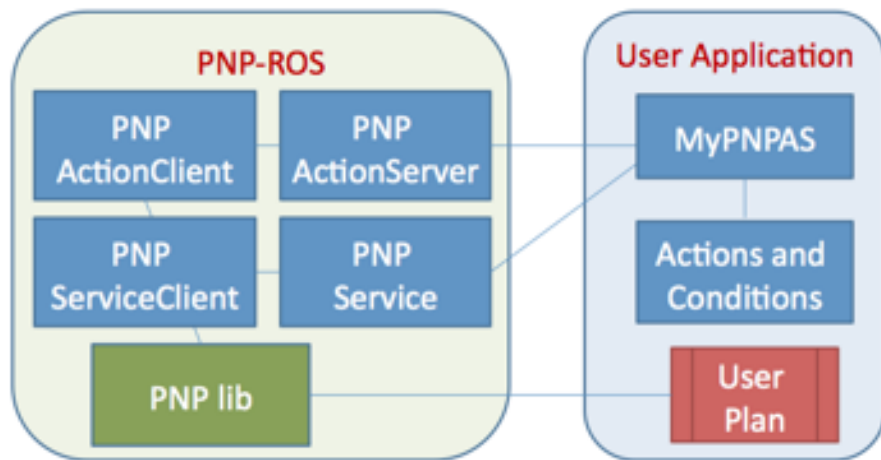 PNP-ROS
PNP
ActionClient
PNP
ActionServer
PNP
ServiceClient
PNP
Service
PNP lib
User Application
MyPNPAS
Actions and
Conditions
User
Plan